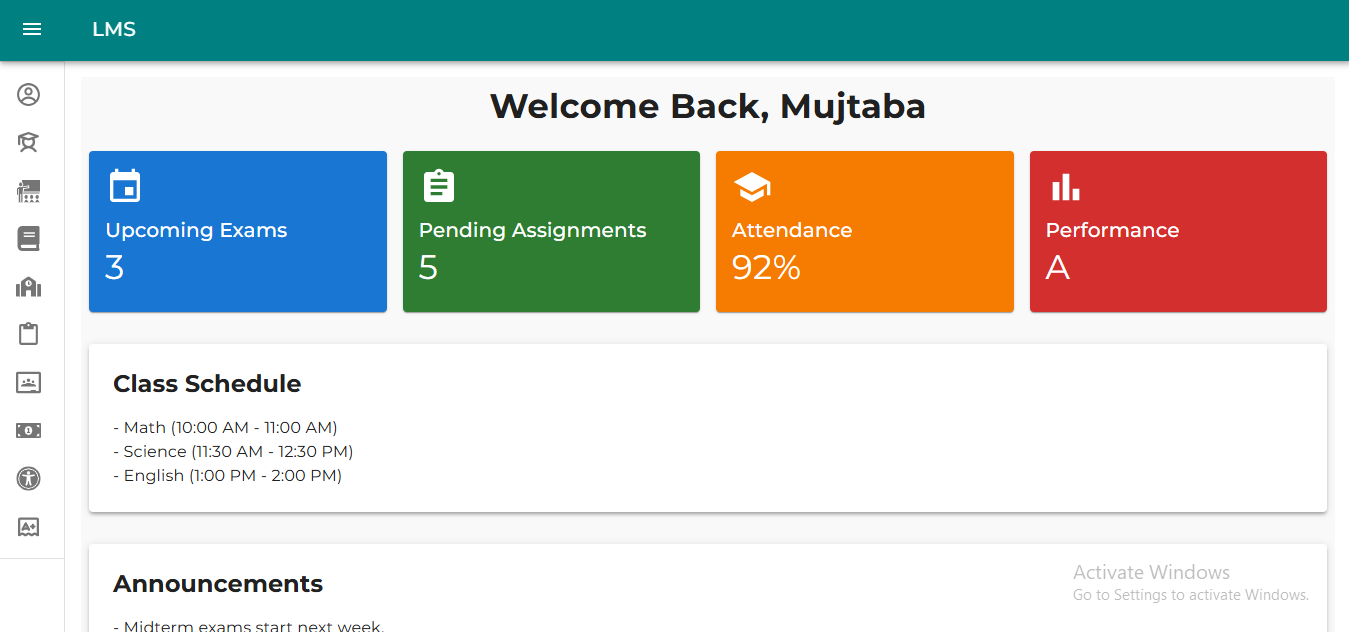 LMS
Welcome Back, Mujtaba
Upcoming Exams
3
Pending Assignments
5
Attendance
92%
Performance
A
Class Schedule
- Math (10:00 AM - 11:00 AM)
- Science (11:30 AM - 12:30 PM)
- English (1:00 PM - 2:00 PM)
Announcements
- Midterm exams start next week.
Activate Windows
Go to Settings to activate Windows.
A+